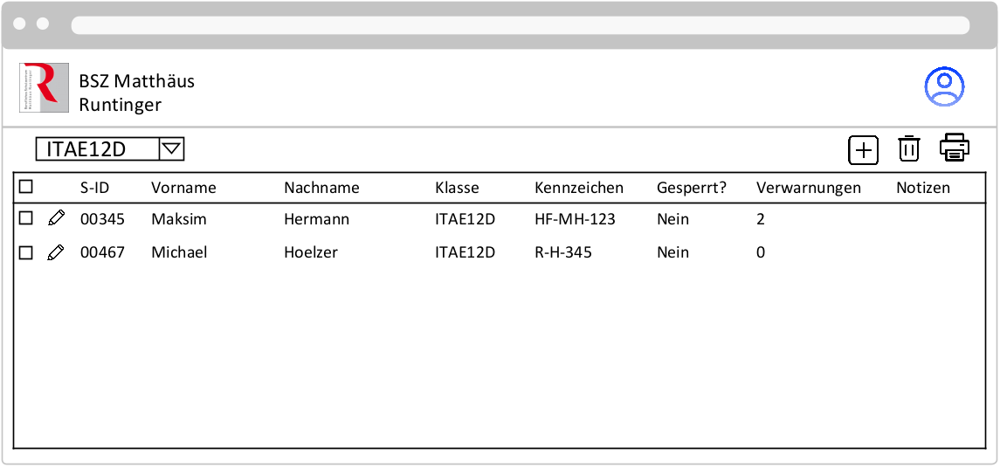 BSZ Matthäus
Runtinger
ITAE12D
S-ID Vorname Nachname Klasse Kennzeichen Gesperrt? Verwarnungen Notizen
00345 Maksim Hermann ITAE12D HF-MH-123 Nein 2
00467 Michael Hoelzer ITAE12D R-H-345 Nein 0